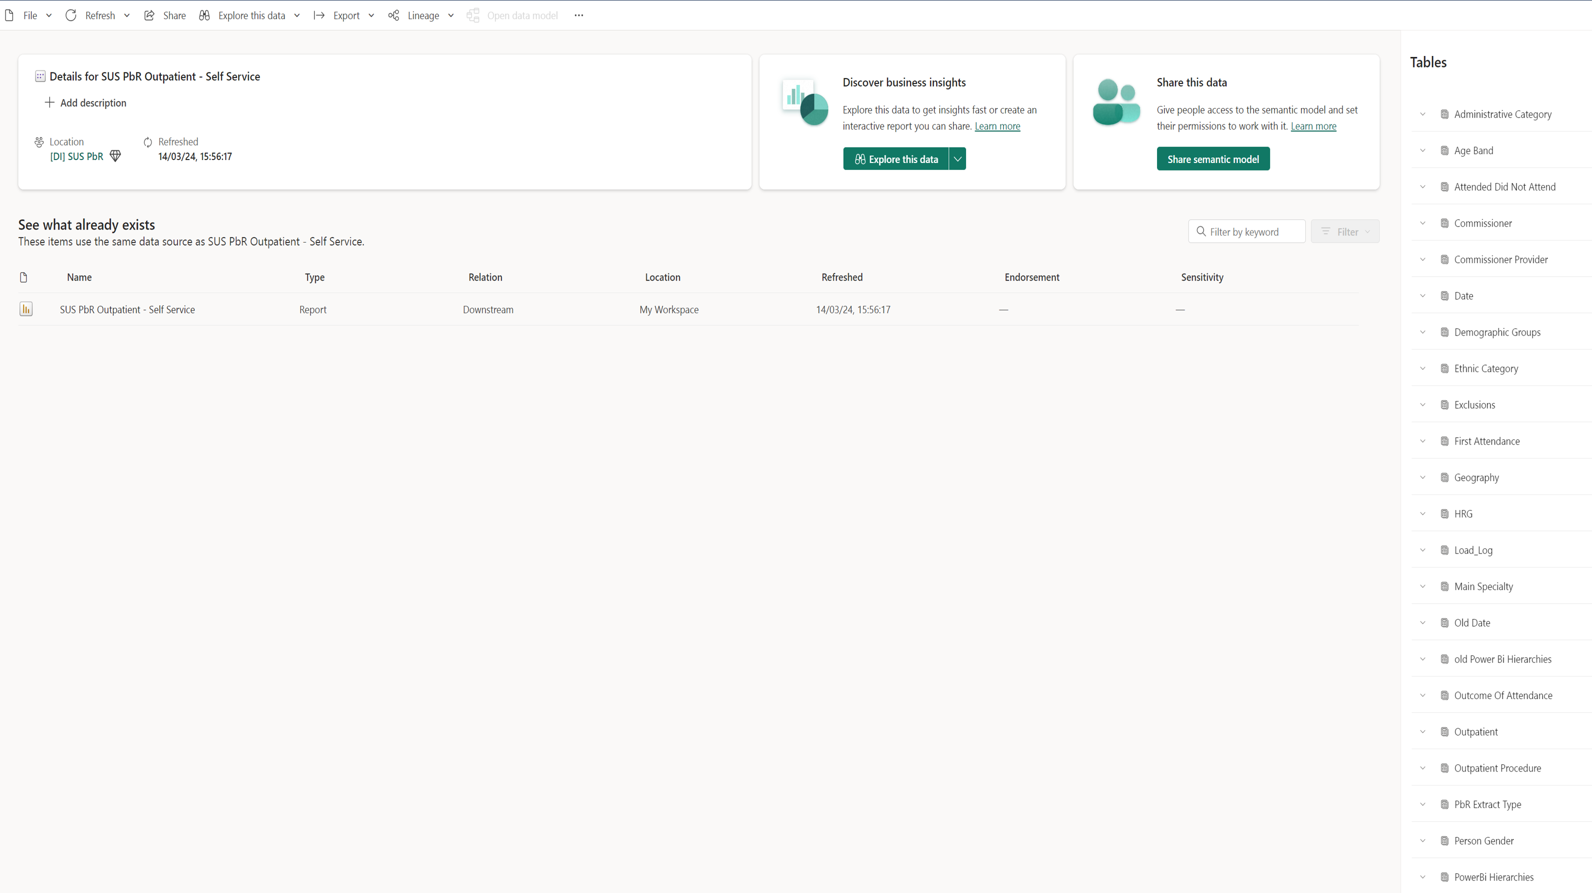 File Refresh Share Explore this data Export Lineage Open data model ...
Details for SUS PbR Outpatient - Self Service
Add description
Location Refreshed
[DI] SUS PbR 14/03/24, 15:56:17
Discover business insights
Explore this data to get insights fast or create an
interactive report you can share. Learn more
Explore this data
Share this data
Give people access to the semantic model and set
their permissions to work with it. Learn more
Share semantic model
See what already exists
These items use the same data source as SUS PbR Outpatient - Self Service.
Filter by keyword Filter
Name Type Relation Location Refreshed Endorsement Sensitivity
SUS PbR Outpatient - Self Service Report Downstream My Workspace 14/03/24, 15:56:17 — —
Tables
Administrative Category
Age Band
Attended Did Not Attend
Commissioner
Commissioner Provider
Date
Demographic Groups
Ethnic Category
Exclusions
First Attendance
Geography
HRG
Load_Log
Main Specialty
Old Date
old Power Bi Hierarchies
Outcome Of Attendance
Outpatient
Outpatient Procedure
PbR Extract Type
Person Gender
PowerBi Hierarchies